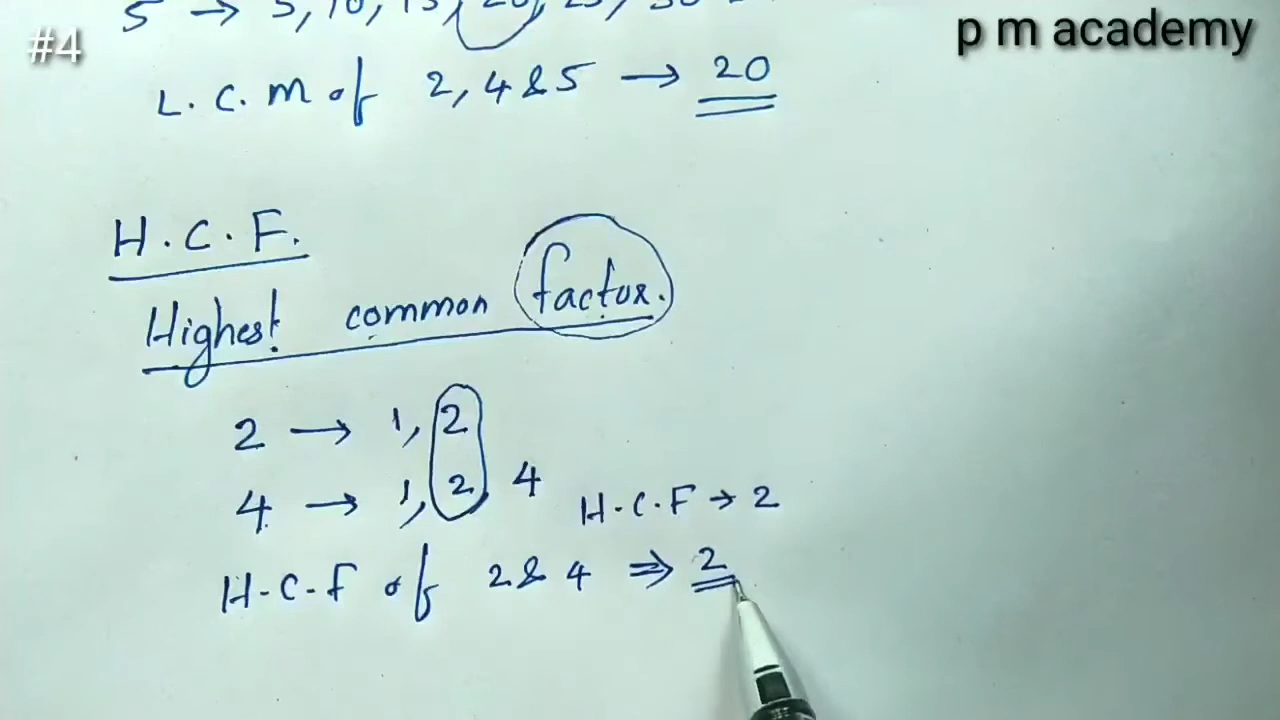 5 → 5, 10, 15, 20, 25, 30
#4
p m academy
L.C.M of 2, 4 & 5 → 20
H.C.F.
Highest common factor.
2 → 1, 2
4 → 1, 2, 4
H.C.F → 2
H.C.F of 2 & 4 ⇒ 2